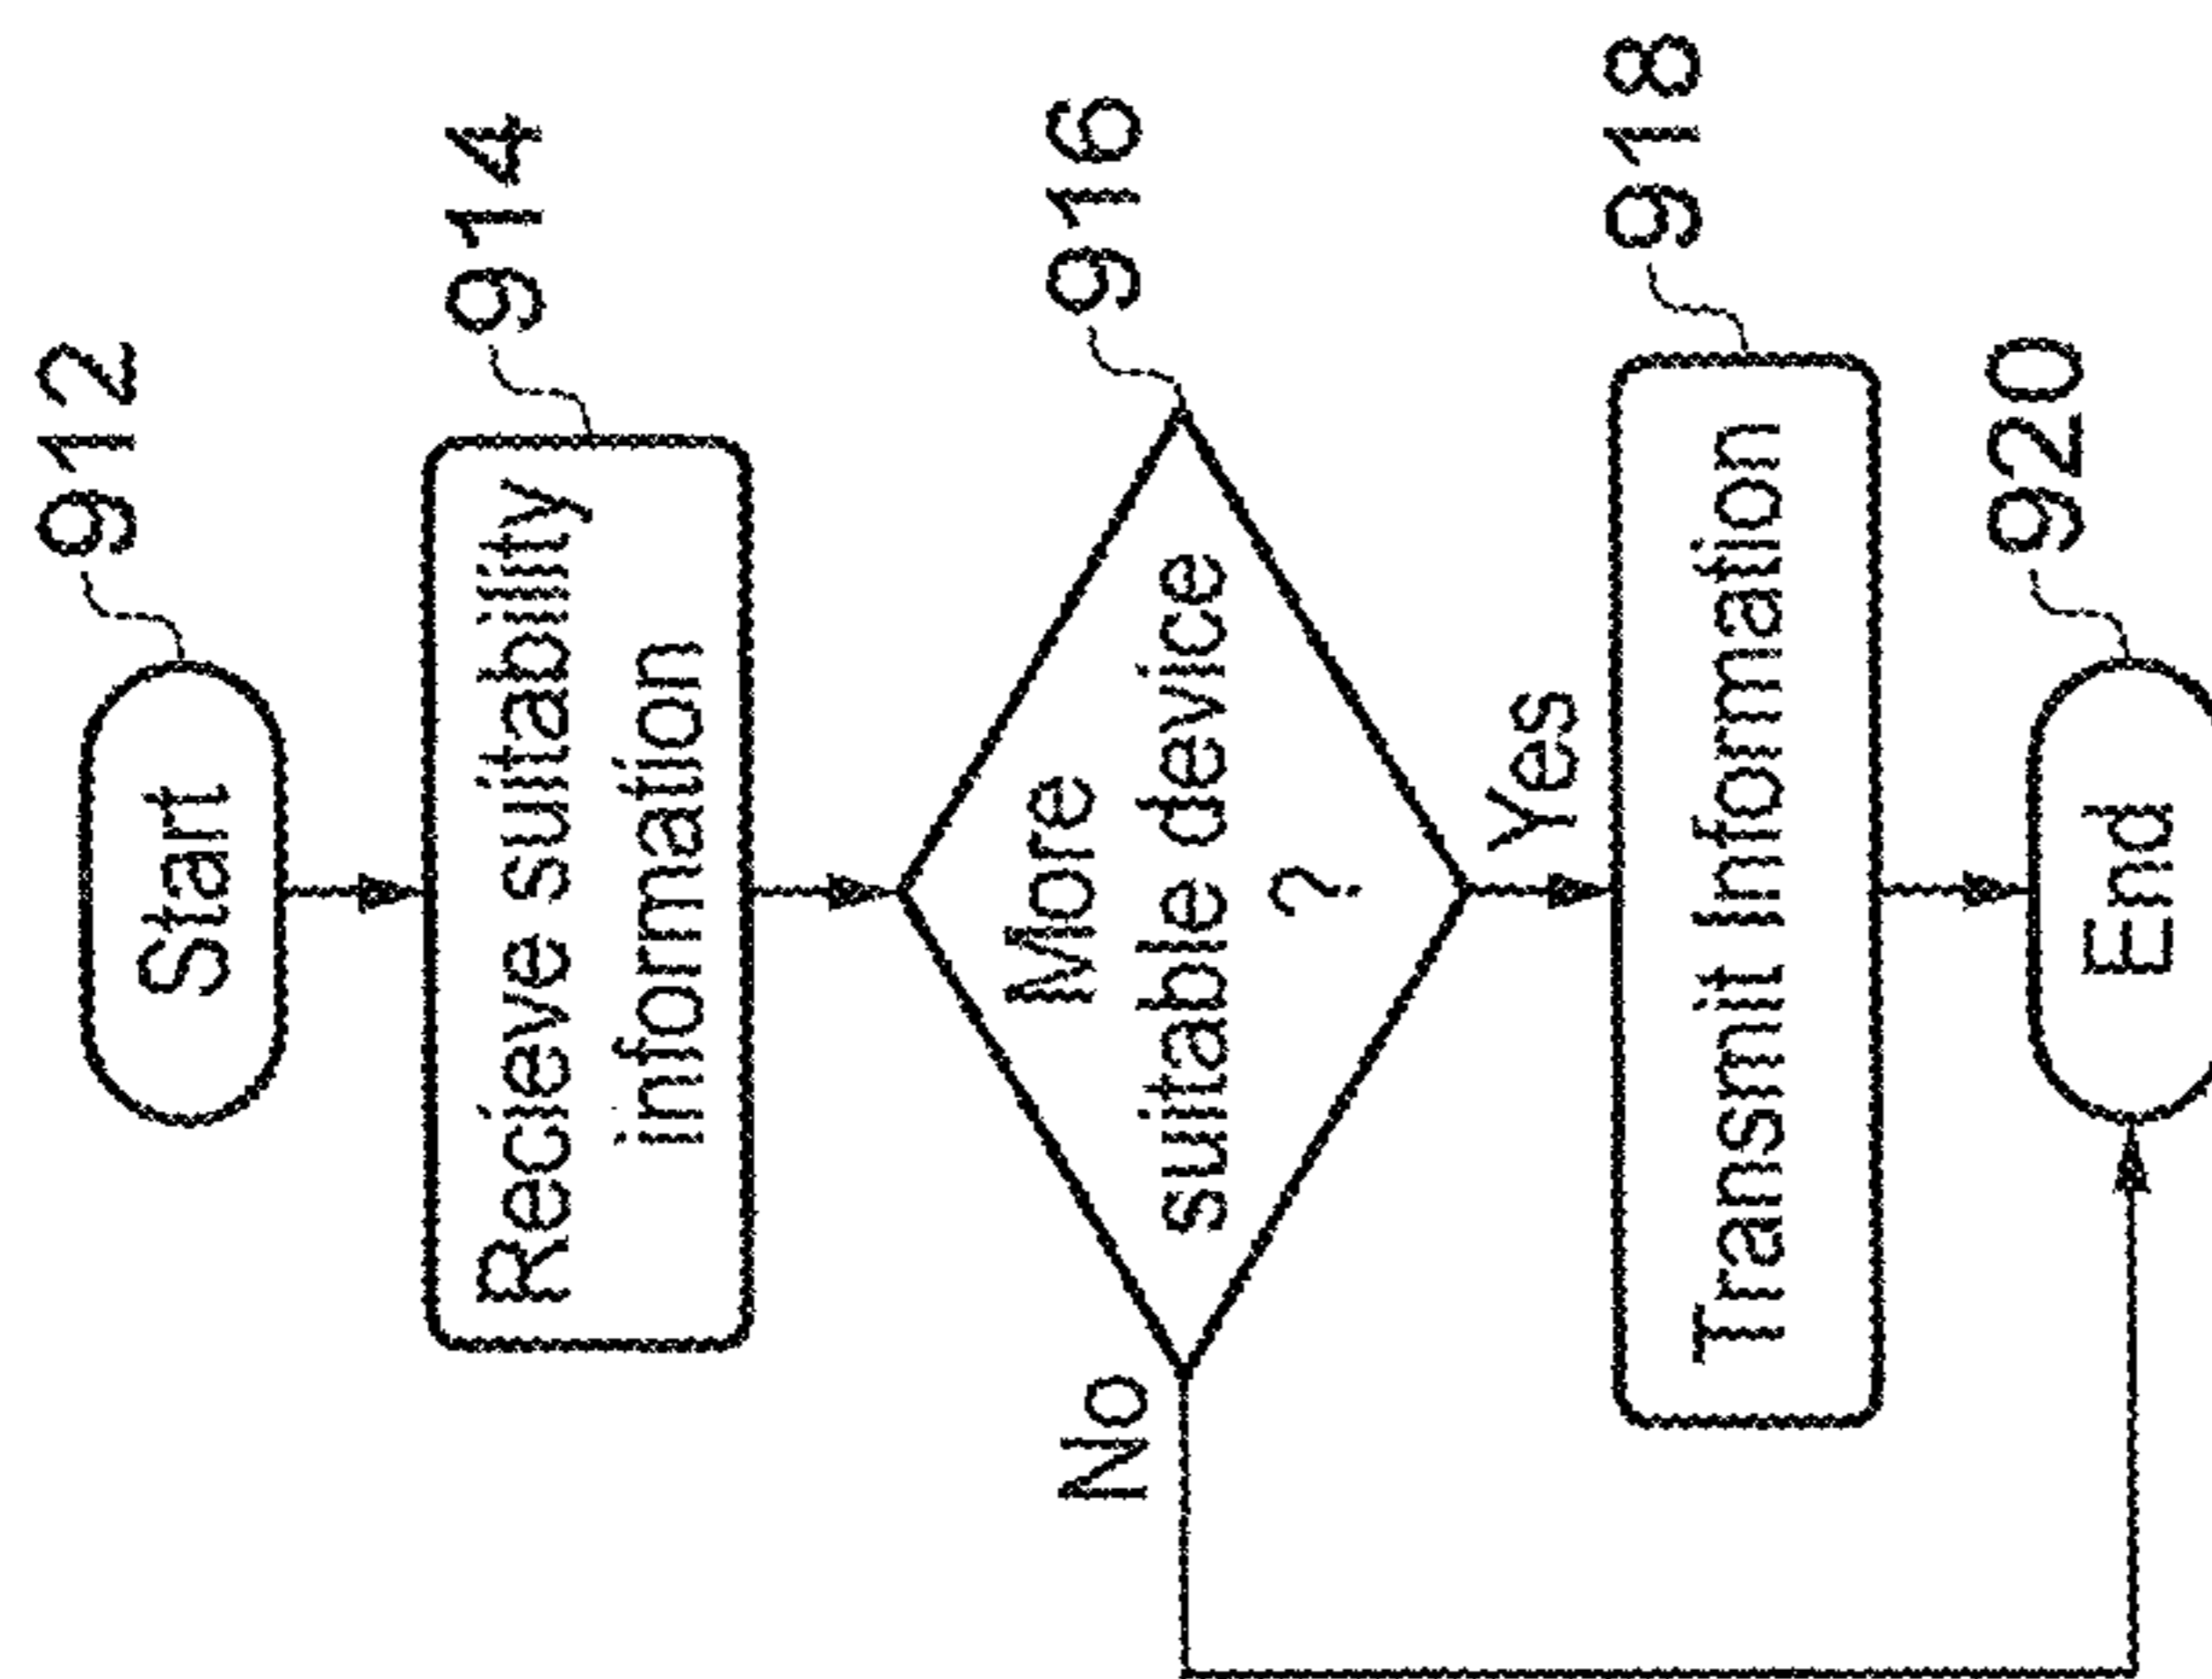 Start
912
Recieve suitability
information
914
More
suitable device
?
916
No
Yes
Transmit Information
918
End
920